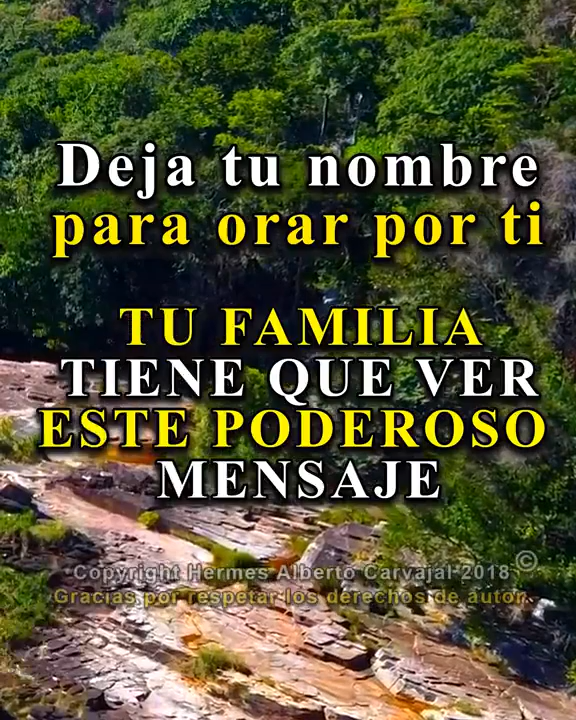 Deja tu nombre
para orar por ti
TU FAMILIA
TIENE QUE VER
ESTE PODEROSO
MENSAJE
Copyright Hermes Alberto Carvajal 2018 ©
Gracias por respetar los derechos de autor.